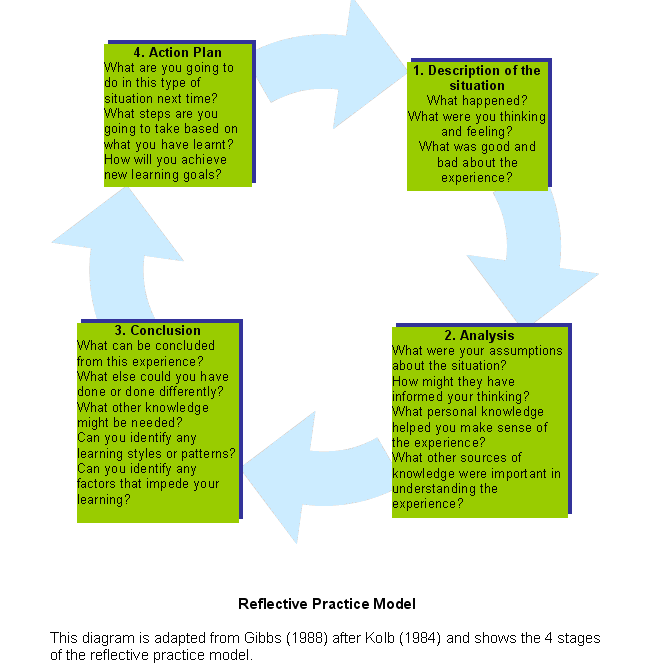 4. Action Plan
What are you going to
do in this type of
situation next time?
What steps are you
going to take based on
what you have learnt?
How will you achieve
new learning goals?
1. Description of the
situation
What happened?
What were you thinking
and feeling?
What was good and
bad about the
experience?
3. Conclusion
What can be concluded
from this experience?
What else could you have
done or done differently?
What other knowledge
might be needed?
Can you identify any
learning styles or patterns?
Can you identify any
factors that impede your
learning?
2. Analysis
What were your assumptions
about the situation?
How might they have
informed your thinking?
What personal knowledge
helped you make sense of
the experience?
What other sources of
knowledge were important in
understanding the
experience?
Reflective Practice Model
This diagram is adapted from Gibbs (1988) after Kolb (1984) and shows the 4 stages
of the reflective practice model.